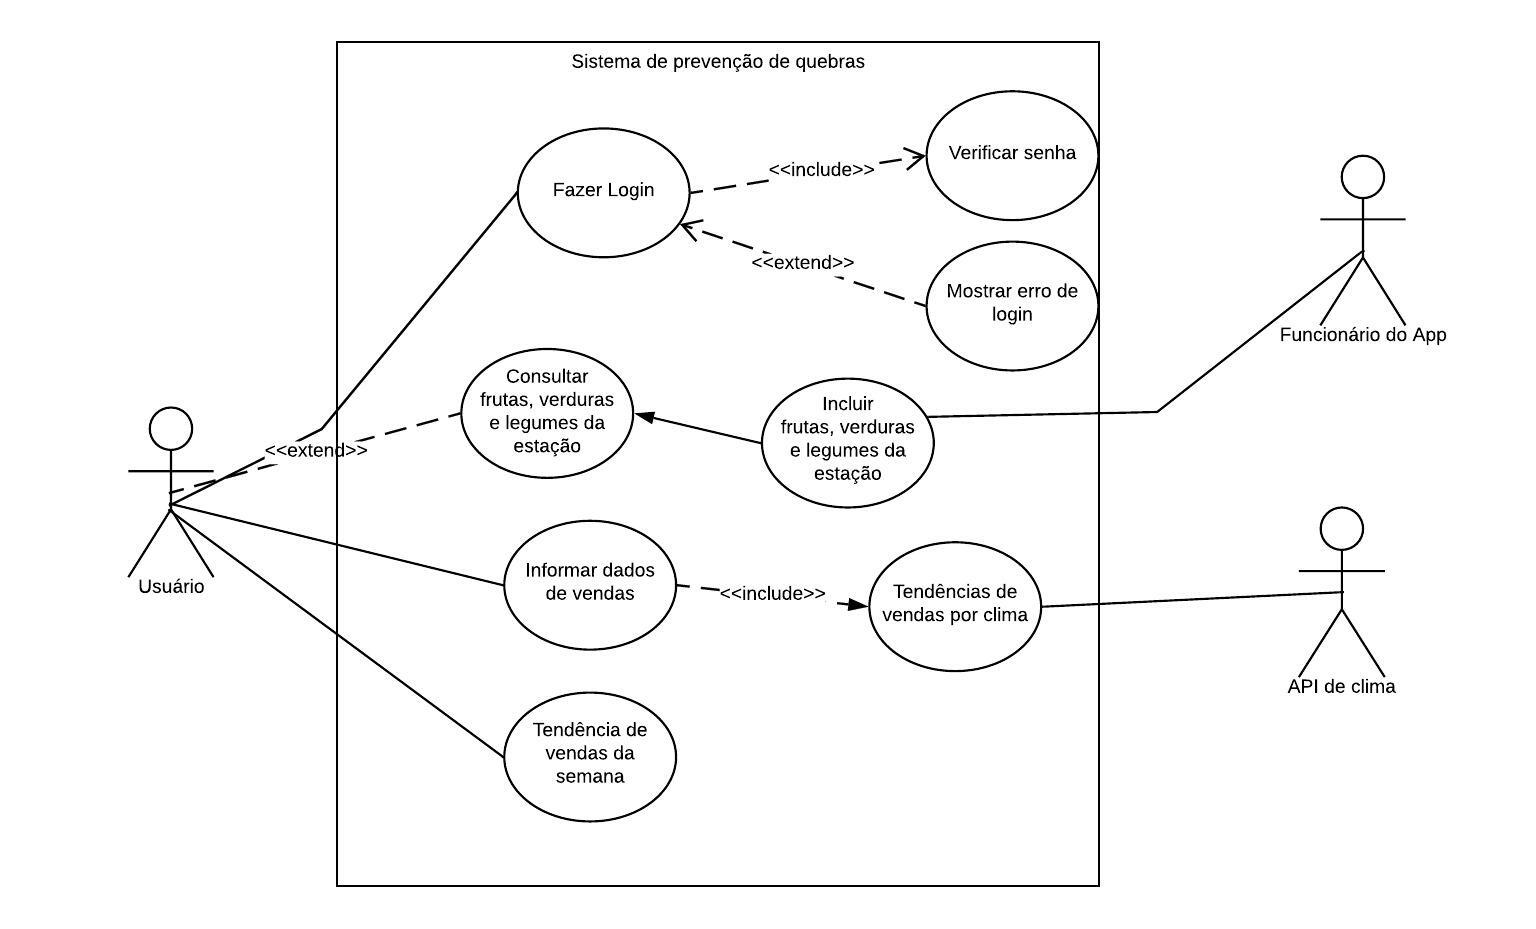 Sistema de prevenção de quebras
Fazer Login
<<include>>
Verificar senha
<<extend>>
Mostrar erro de
login
Funcionário do App
Consultar
frutas, verduras
e legumes da
estação
Incluir
frutas, verduras
e legumes da
estação
<<extend>>
Usuário
Informar dados
de vendas
<<include>>
Tendências de
vendas por clima
API de clima
Tendência de
vendas da
semana